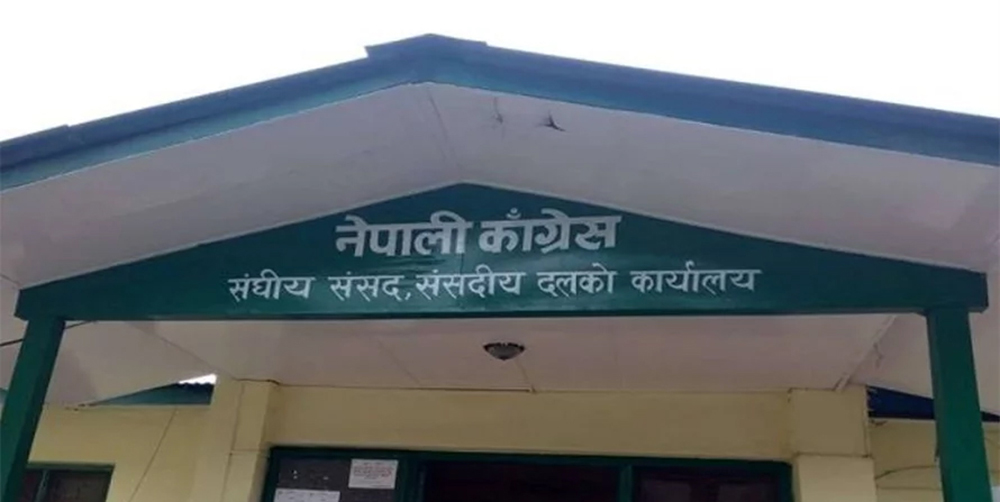 नेपाली काँग्रेस
संघीय संसद, संसदीय दलको कार्यालय